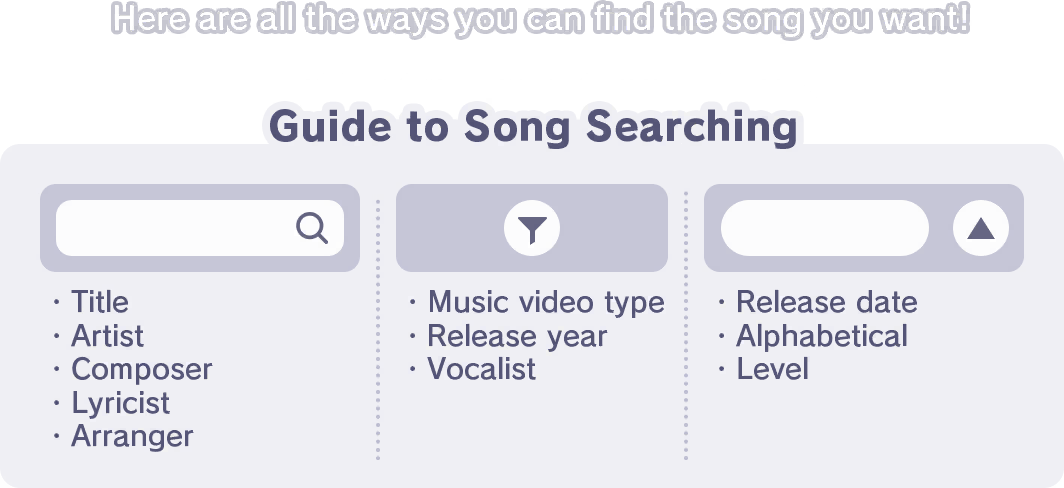 Here are all the ways you can find the song you want!
Guide to Song Searching
・Title
・Artist
・Composer
・Lyricist
・Arranger
・Music video type
・Release year
・Vocalist
・Release date
・Alphabetical
・Level